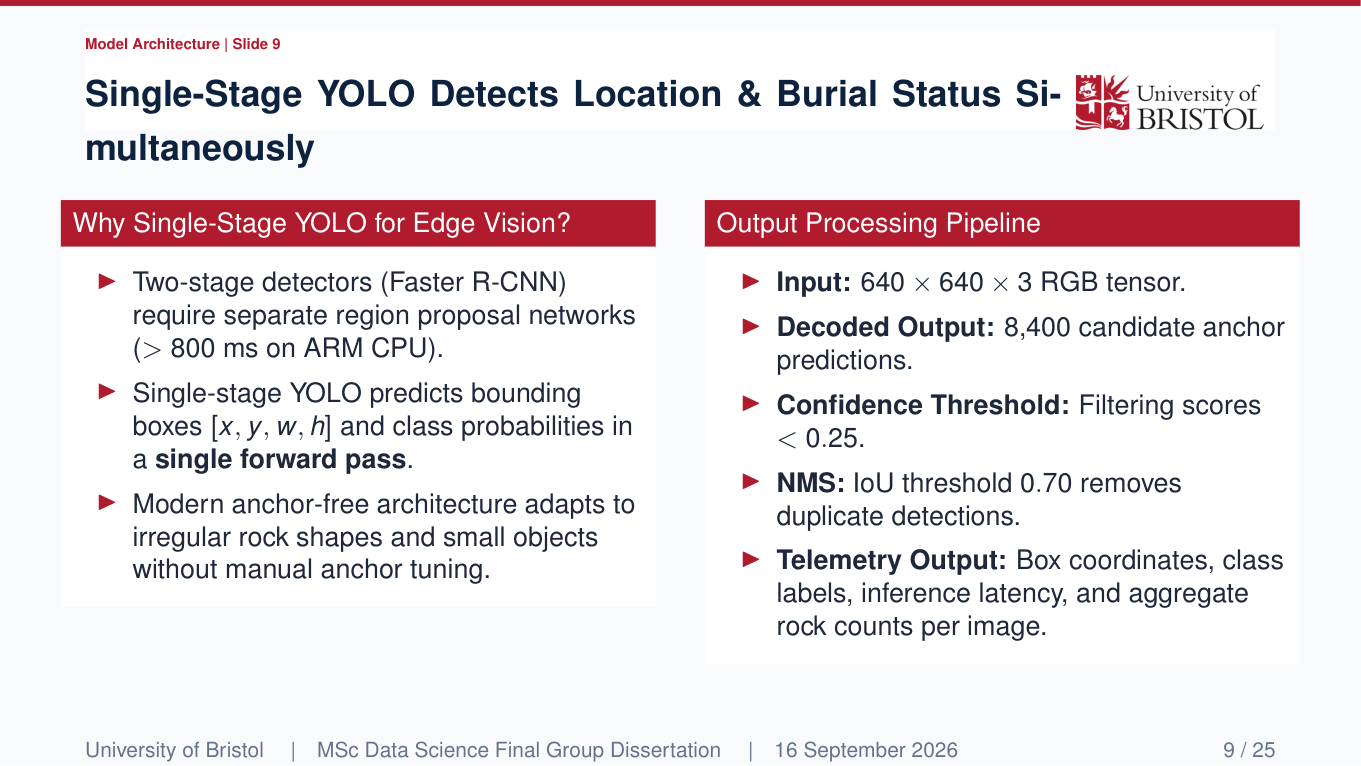 Model Architecture | Slide 9
Single-Stage YOLO Detects Location & Burial Status Si-
multaneously
University of
BRISTOL
Why Single-Stage YOLO for Edge Vision?
► Two-stage detectors (Faster R-CNN)
require separate region proposal networks
(> 800 ms on ARM CPU).
► Single-stage YOLO predicts bounding
boxes [x, y, w, h] and class probabilities in
a single forward pass.
► Modern anchor-free architecture adapts to
irregular rock shapes and small objects
without manual anchor tuning.
Output Processing Pipeline
► Input: 640 × 640 × 3 RGB tensor.
► Decoded Output: 8,400 candidate anchor
predictions.
► Confidence Threshold: Filtering scores
< 0.25.
► NMS: IoU threshold 0.70 removes
duplicate detections.
► Telemetry Output: Box coordinates, class
labels, inference latency, and aggregate
rock counts per image.
University of Bristol | MSc Data Science Final Group Dissertation | 16 September 2026 9 / 25